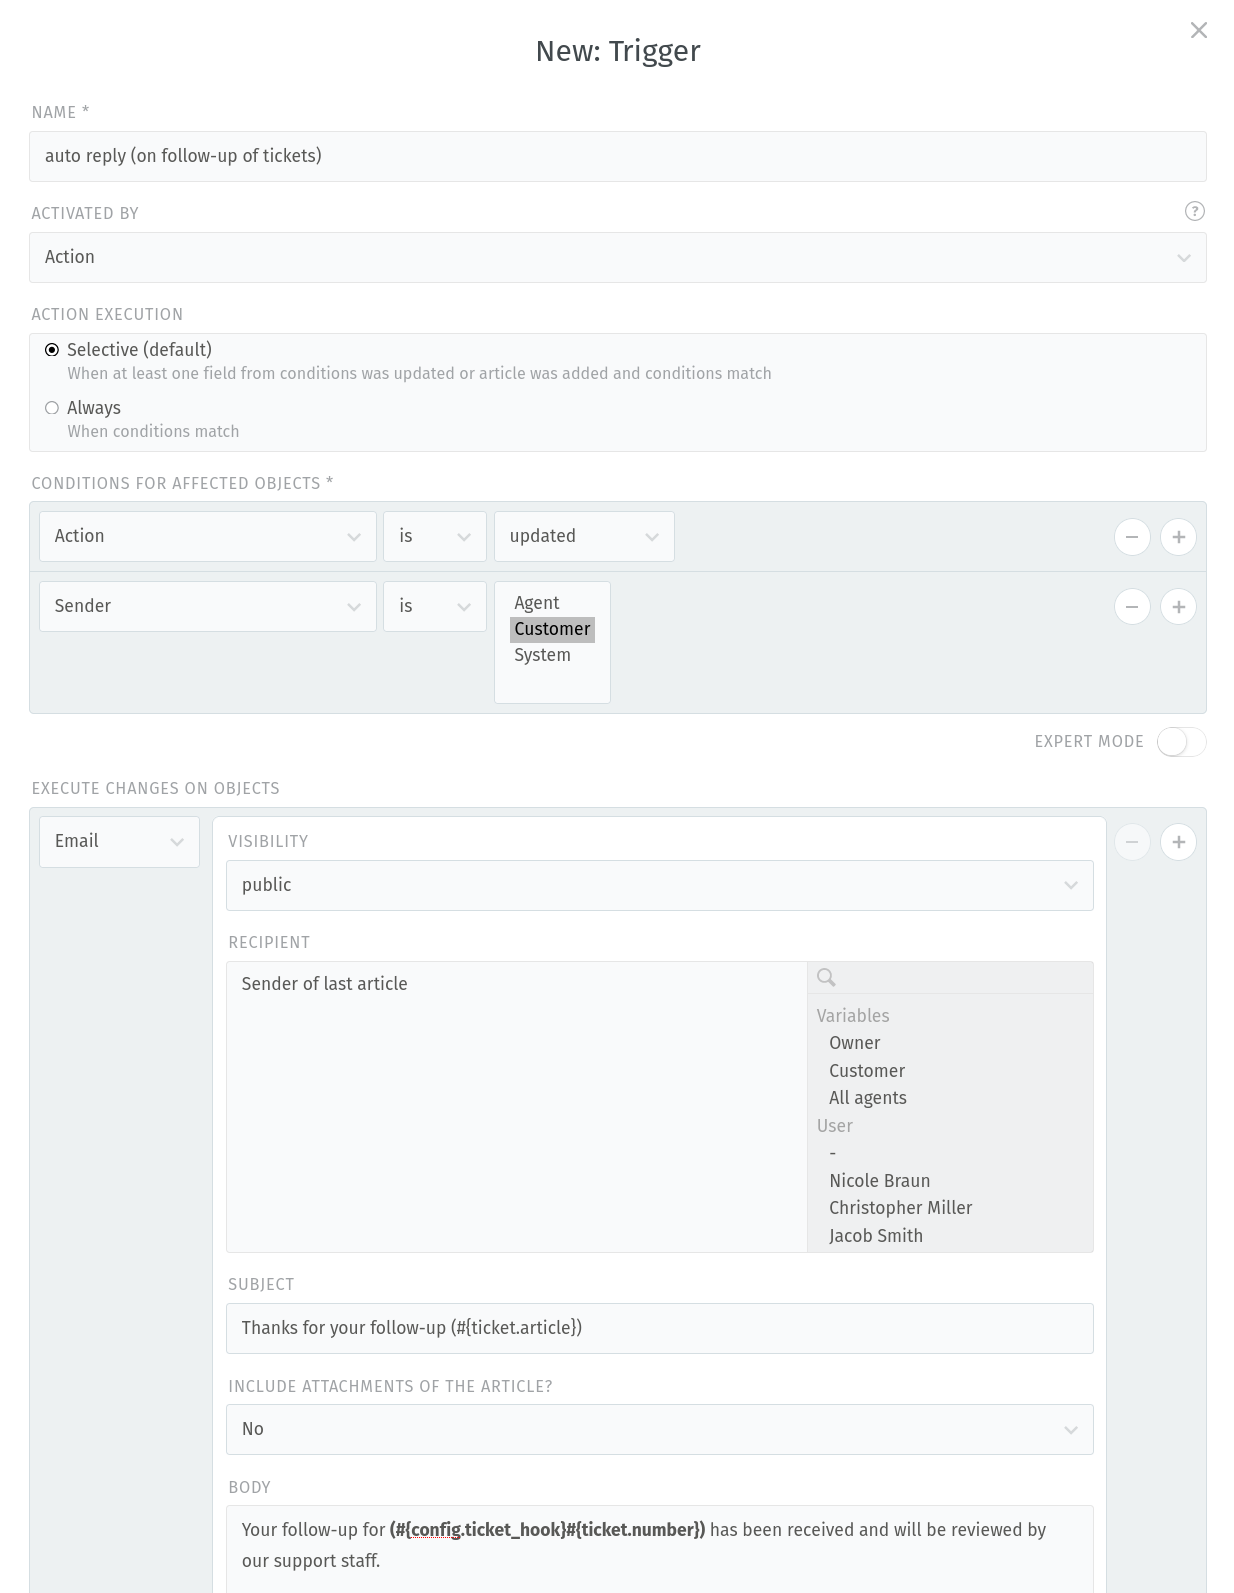 New: Trigger
NAME *
auto reply (on follow-up of tickets)
ACTIVATED BY
?
Action
ACTION EXECUTION
Selective (default)
When at least one field from conditions was updated or article was added and conditions match
Always
When conditions match
CONDITIONS FOR AFFECTED OBJECTS *
Action is updated
Sender is Agent
Customer
System
EXPERT MODE
EXECUTE CHANGES ON OBJECTS
Email
VISIBILITY
public
RECIPIENT
Sender of last article
Variables
Owner
Customer
All agents
User
-
Nicole Braun
Christopher Miller
Jacob Smith
SUBJECT
Thanks for your follow-up (#{ticket.article})
INCLUDE ATTACHMENTS OF THE ARTICLE?
No
BODY
Your follow-up for (#{config.ticket_hook}#{ticket.number}) has been received and will be reviewed by
our support staff.